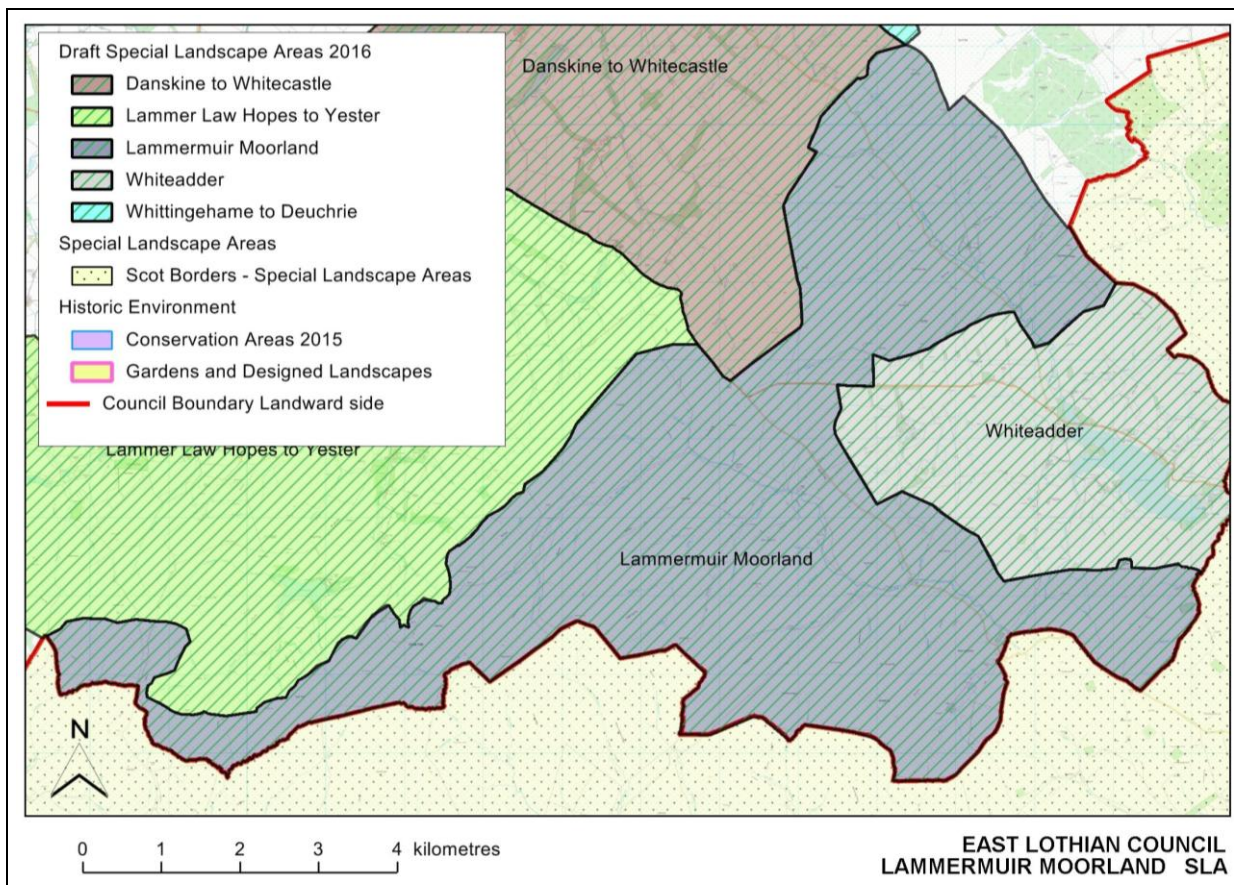 Draft Special Landscape Areas 2016
Danskine to Whitecastle
Lammer Law Hopes to Yester
Lammermuir Moorland
Whiteadder
Whittingehame to Deuchrie
Special Landscape Areas
Scot Borders - Special Landscape Areas
Historic Environment
Conservation Areas 2015
Gardens and Designed Landscapes
Council Boundary Landward side
Danskine to Whitecastle
Lammer Law Hopes to Yester
Whiteadder
Lammermuir Moorland
N
0 1 2 3 4 kilometres
EAST LOTHIAN COUNCIL
LAMMERMUIR MOORLAND SLA